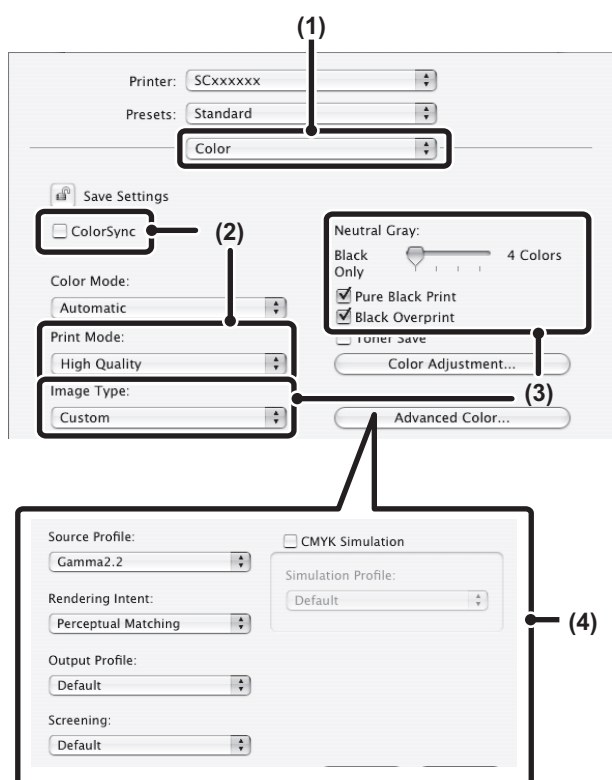 (1)
Printer: SCxxxxxx
Presets: Standard
Color
Save Settings
ColorSync
(2)
Color Mode:
Automatic
Print Mode:
High Quality
Image Type:
Custom
Neutral Gray:
Black Only
4 Colors
Pure Black Print
Black Overprint
Toner Save
Color Adjustment...
(3)
Advanced Color...
Source Profile:
Gamma2.2
Rendering Intent:
Perceptual Matching
Output Profile:
Default
Screening:
Default
CMYK Simulation
Simulation Profile:
Default
(4)